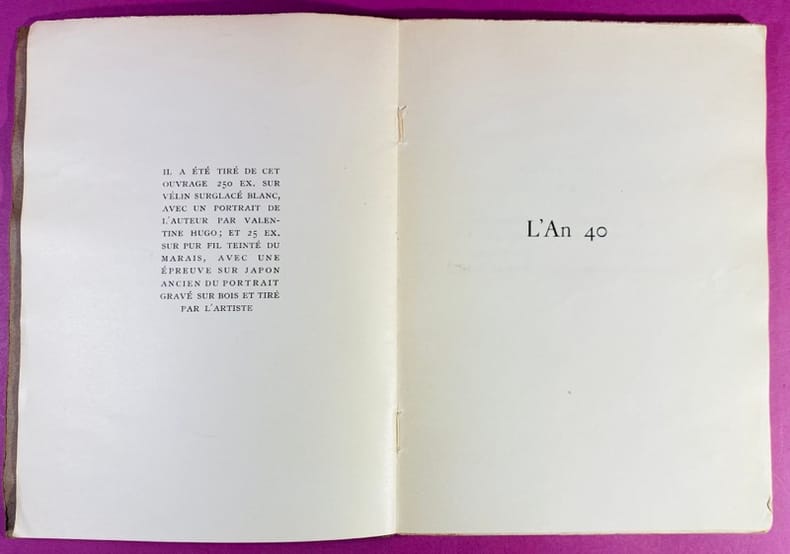 IL A ÉTÉ TIRÉ DE CET
OUVRAGE 250 EX. SUR
VÉLIN SURGLACÉ BLANC,
AVEC UN PORTRAIT DE
L'AUTEUR PAR VALEN-
TINE HUGO; ET 25 EX.
SUR PUR FIL TEINTÉ DU
MARAIS, AVEC UNE
ÉPREUVE SUR JAPON
ANCIEN DU PORTRAIT
GRAVÉ SUR BOIS ET TIRÉ
PAR L'ARTISTE
L'An 40